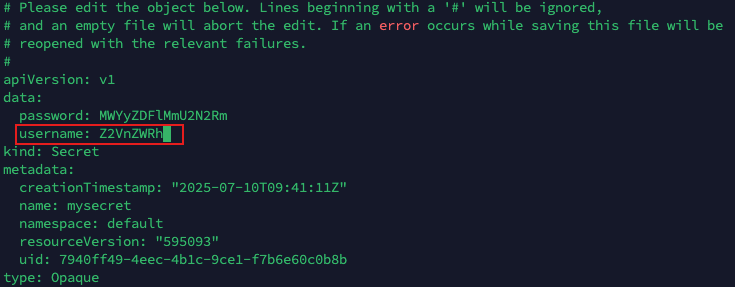 # Please edit the object below. Lines beginning with a '#' will be ignored,
# and an empty file will abort the edit. If an error occurs while saving this file will be
# reopened with the relevant failures.
#
apiVersion: v1
data:
  password: MWYyZDFlMmU2N2Rm
  username: Z2VnZWRh
kind: Secret
metadata:
  creationTimestamp: "2025-07-10T09:41:11Z"
  name: mysecret
  namespace: default
  resourceVersion: "595093"
  uid: 7940ff49-4eec-4b1c-9ce1-f7b6e60c0b8b
type: Opaque